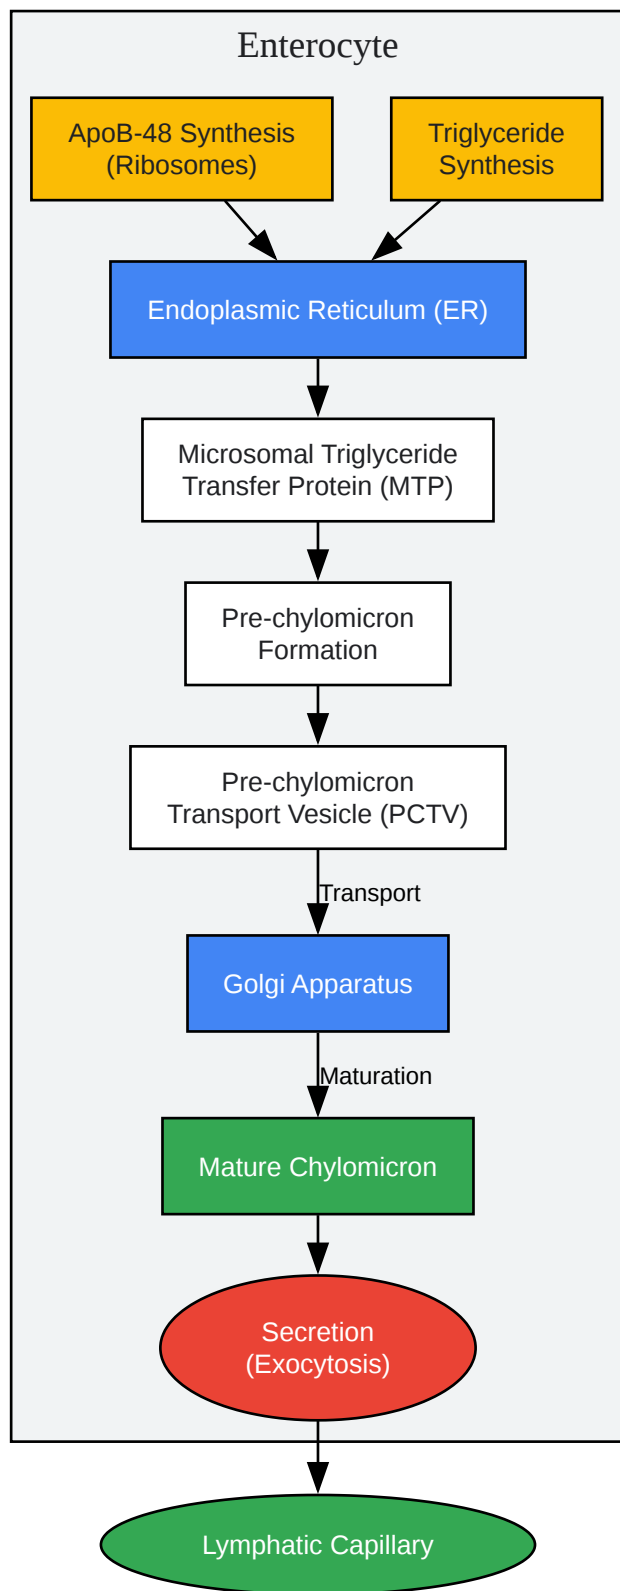 Enterocyte
ApoB-48 Synthesis
(Ribosomes)
Triglyceride
Synthesis
Endoplasmic Reticulum (ER)
Microsomal Triglyceride
Transfer Protein (MTP)
Pre-chylomicron
Formation
Pre-chylomicron
Transport Vesicle (PCTV)
Transport
Golgi Apparatus
Maturation
Mature Chylomicron
Secretion
(Exocytosis)
Lymphatic Capillary